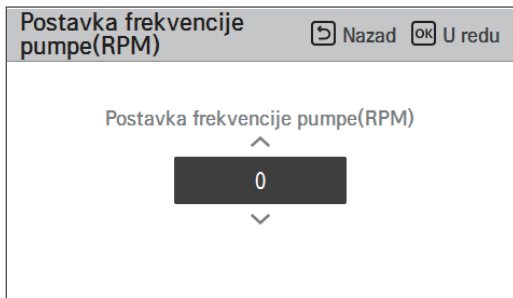 Postavka frekvencije
pumpe(RPM)
Nazad OK U redu
Postavka frekvencije pumpe(RPM)
0